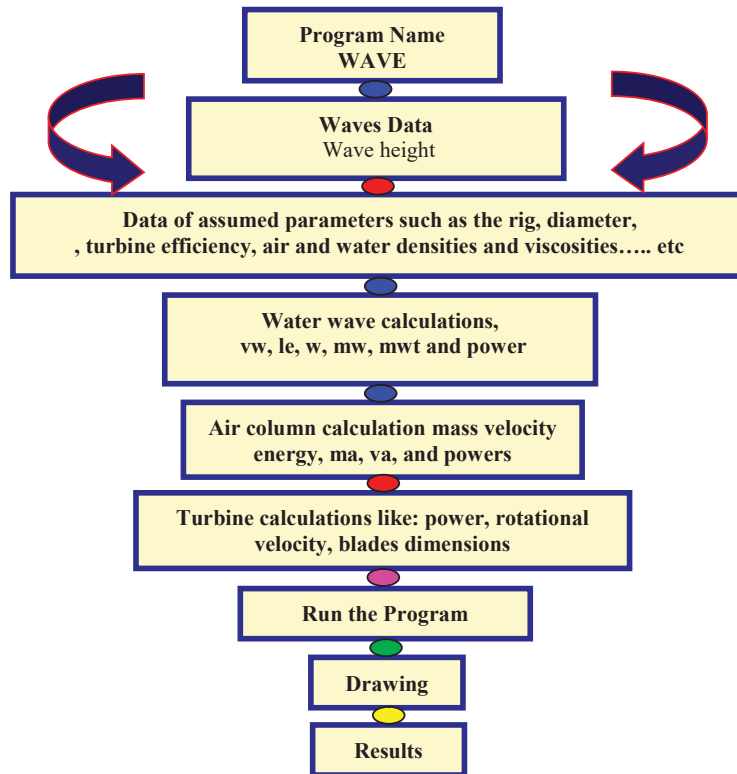 Program Name
WAVE
Waves Data
Wave height
Data of assumed parameters such as the rig, diameter,
, turbine efficiency, air and water densities and viscosities….. etc
Water wave calculations,
vw, le, w, mw, mwt and power
Air column calculation mass velocity
energy, ma, va, and powers
Turbine calculations like: power, rotational
velocity, blades dimensions
Run the Program
Drawing
Results